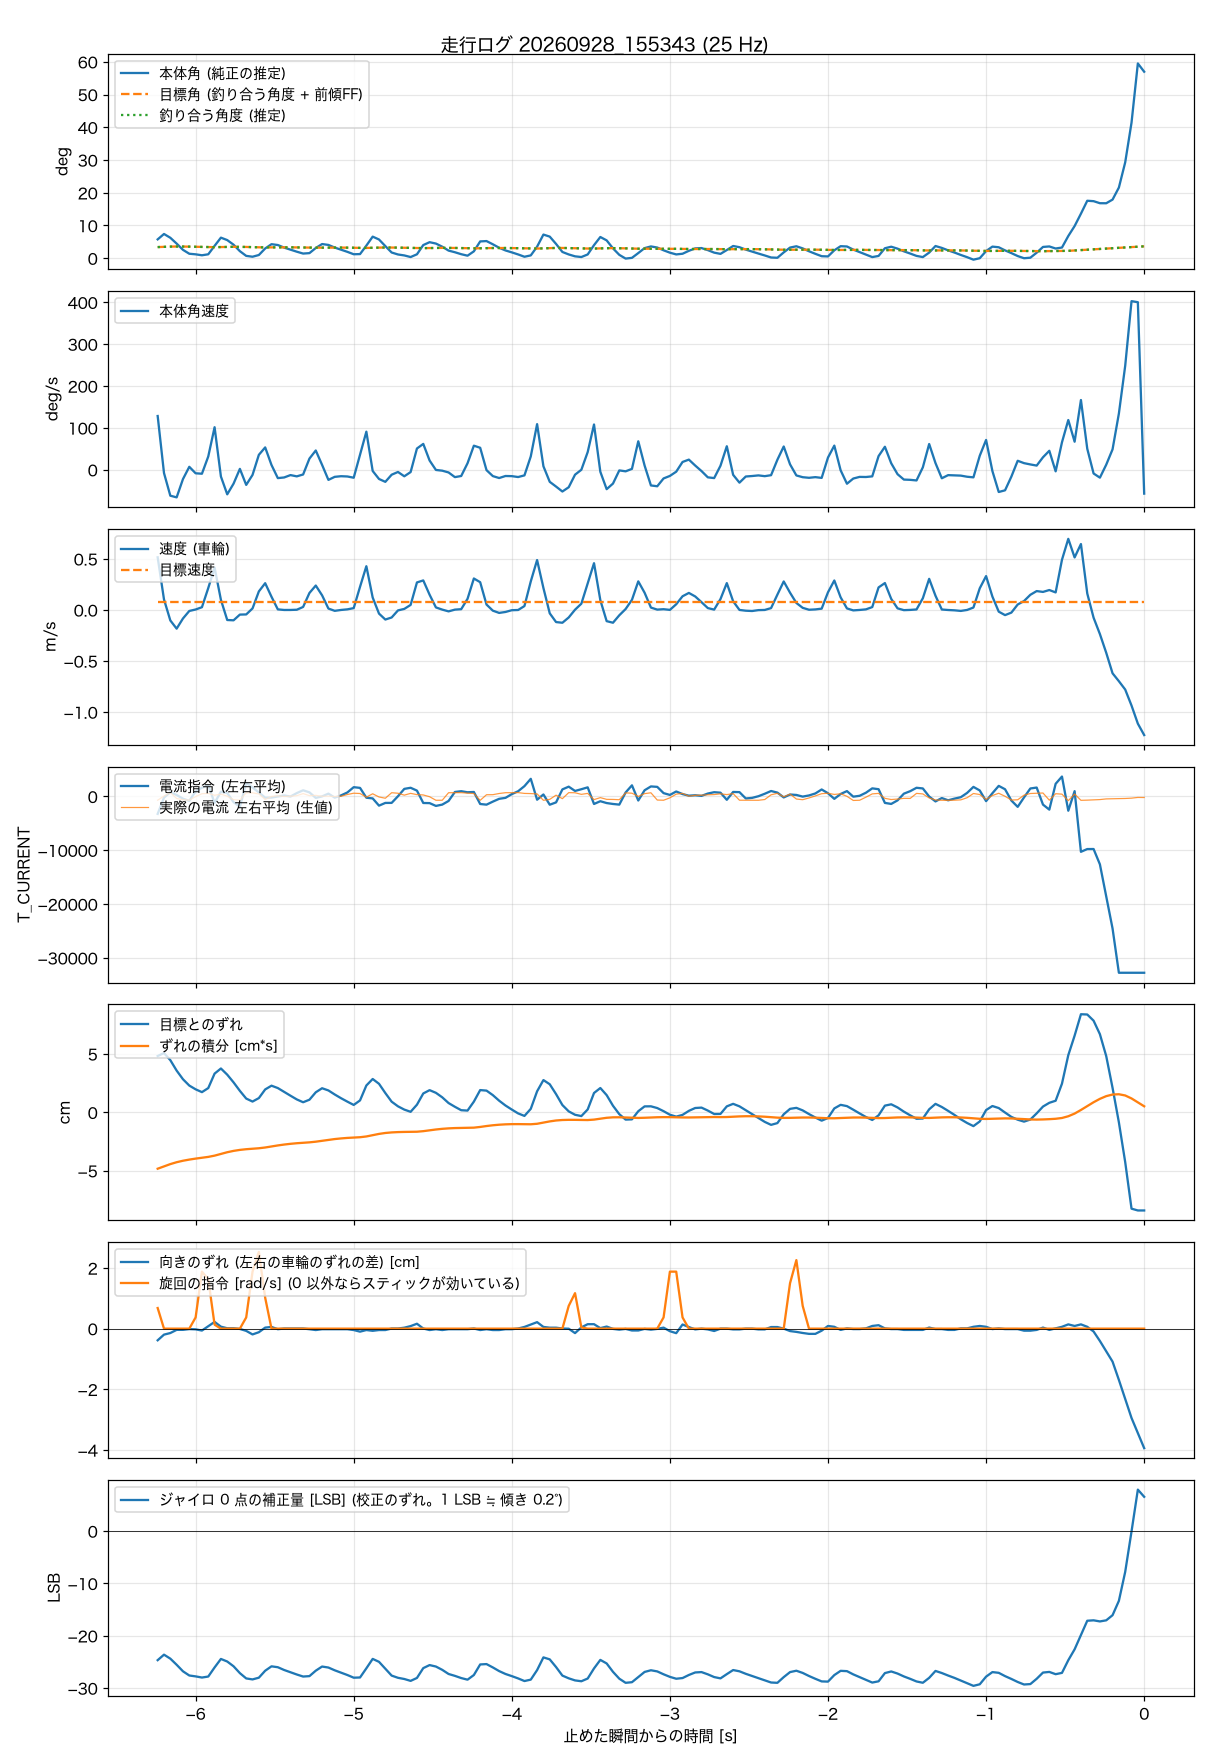 走行ログ 20260928_155343 (25 Hz)
60
50
40
30
20
10
0
deg
本体角 (純正の推定)
目標角 (釣り合う角度 + 前傾FF)
釣り合う角度 (推定)
400
300
200
100
0
deg/s
本体角速度
0.5
0.0
−0.5
−1.0
m/s
速度 (車輪)
目標速度
0
−10000
−20000
−30000
T_CURRENT
電流指令 (左右平均)
実際の電流 左右平均 (生値)
5
0
−5
cm
目標とのずれ
ずれの積分 [cm*s]
2
0
−2
−4
向きのずれ (左右の車輪のずれの差) [cm]
旋回の指令 [rad/s] (0 以外ならスティックが効いている)
0
−10
−20
−30
LSB
ジャイロ 0 点の補正量 [LSB] (校正のずれ。1 LSB ≒ 傾き 0.2°)
−6
−5
−4
−3
−2
−1
0
止めた瞬間からの時間 [s]